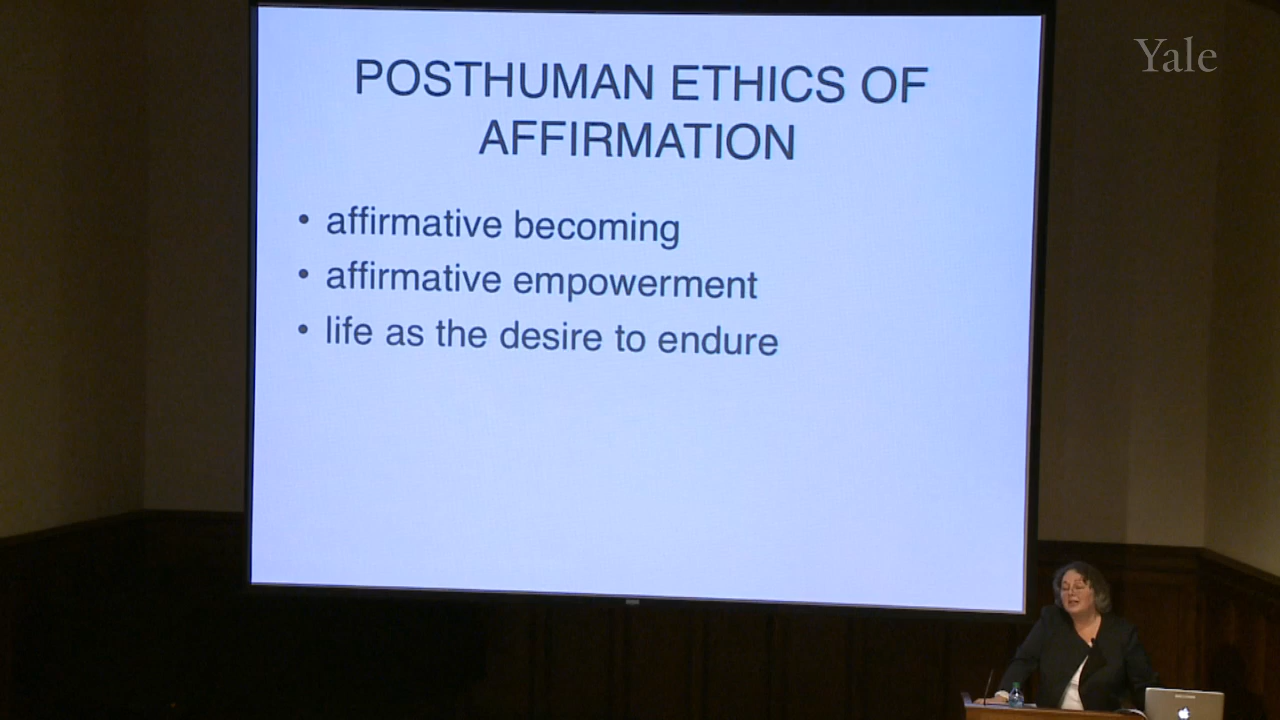 Yale
POSTHUMAN ETHICS OF
AFFIRMATION
• affirmative becoming
• affirmative empowerment
• life as the desire to endure